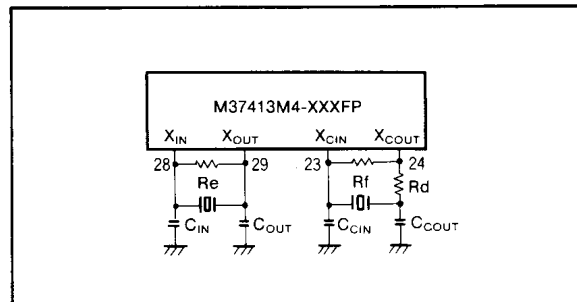 M37413M4-XXXFP
XIN XOUT XCIN XCOUT
28 29 23 24
Re Rf Rd
CIN COUT CCIN CCOUT